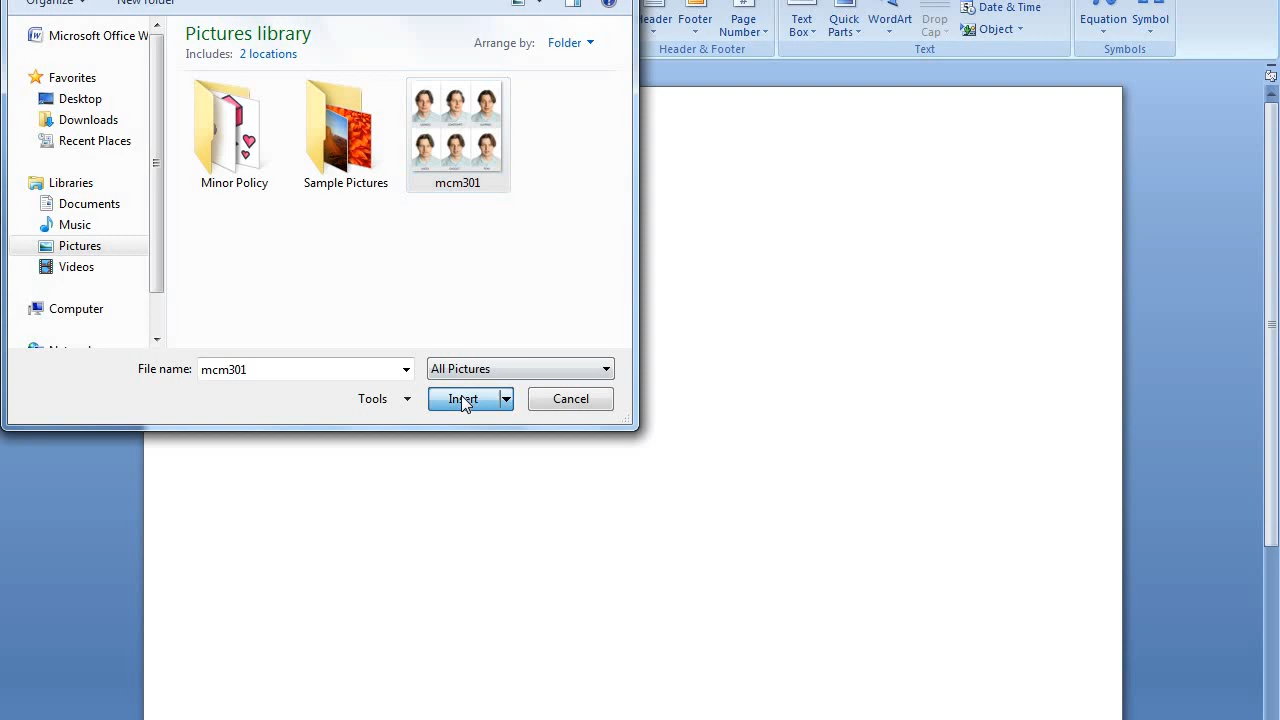 Organize
New folder
Microsoft Office W
Favorites
Desktop
Downloads
Recent Places
Libraries
Documents
Music
Pictures
Videos
Computer
Pictures library
Includes: 2 locations
Arrange by: Folder
Minor Policy
Sample Pictures
mcm301
File name: mcm301
All Pictures
Tools
Insert
Cancel
Header
Footer
Page
Number
Header & Footer
Text
Box
Quick
Parts
WordArt
Drop
Cap
Date & Time
Object
Text
Equation
Symbol
Symbols